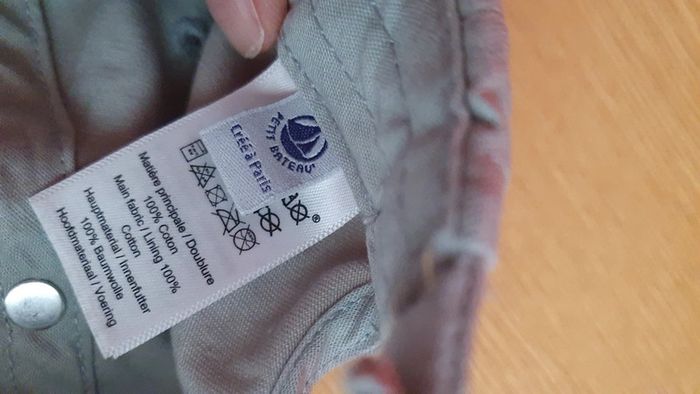 PETIT BATEAU
Créé à Paris
Matière principale / Doublure
100% Coton
Main fabric / Lining 100%
Cotton
Hauptmaterial / Innenfutter
100% Baumwolle
Hoofdmateriaal / Voering